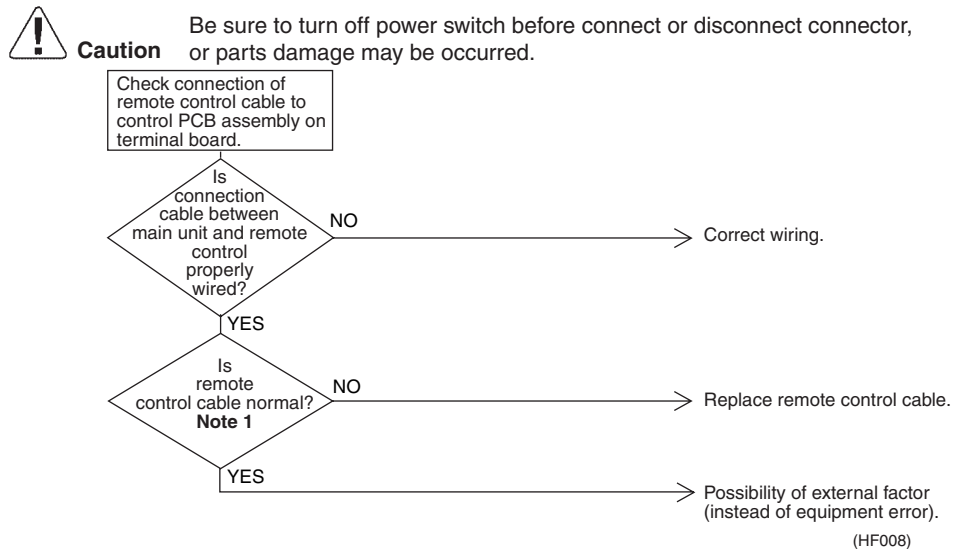 Be sure to turn off power switch before connect or disconnect connector,
Caution
or parts damage may be occurred.
Check connection of
remote control cable to
control PCB assembly on
terminal board.
Is
connection
cable between
main unit and remote
control
properly
wired?
NO
Correct wiring.
YES
Is
remote
control cable normal?
Note 1
NO
Replace remote control cable.
YES
Possibility of external factor
(instead of equipment error).
(HF008)